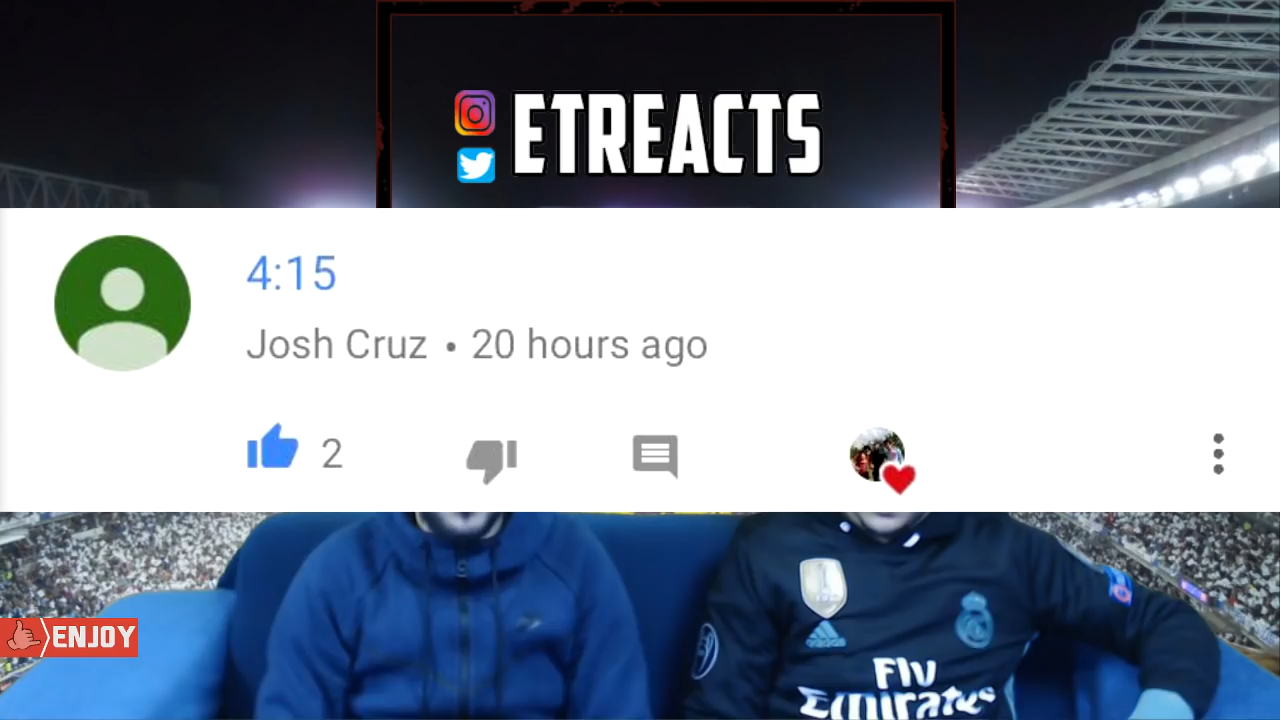 ETREACTS
4:15
Josh Cruz • 20 hours ago
2
ENJOY
Fly
Emirates